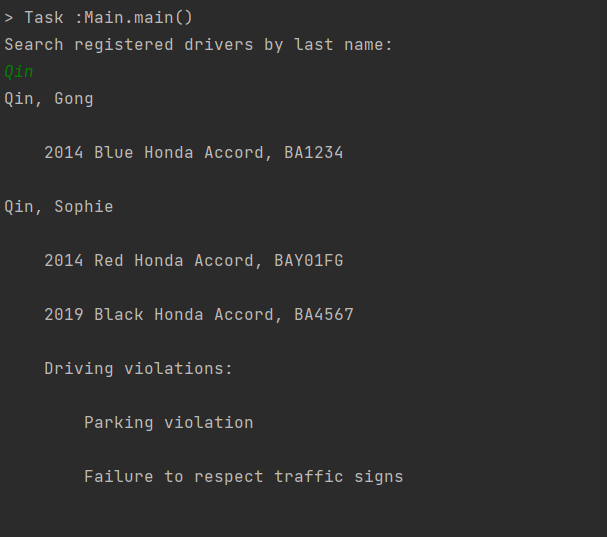 > Task :Main.main()
Search registered drivers by last name:
Qin
Qin, Gong
2014 Blue Honda Accord, BA1234
Qin, Sophie
2014 Red Honda Accord, BAY01FG
2019 Black Honda Accord, BA4567
Driving violations:
Parking violation
Failure to respect traffic signs